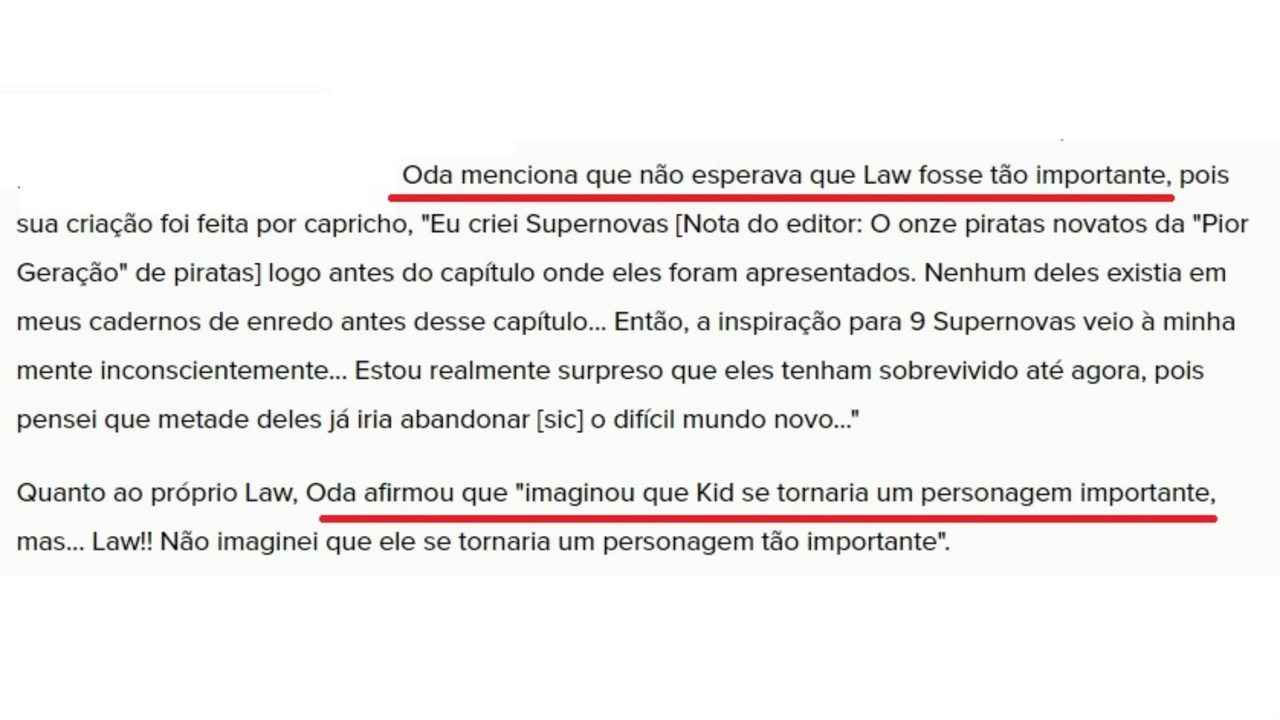 Oda menciona que não esperava que Law fosse tão importante, pois
sua criação foi feita por capricho, "Eu criei Supernovas [Nota do editor: O onze piratas novatos da "Pior
Geração" de piratas] logo antes do capítulo onde eles foram apresentados. Nenhum deles existia em
meus cadernos de enredo antes desse capítulo... Então, a inspiração para 9 Supernovas veio à minha
mente inconscientemente... Estou realmente surpreso que eles tenham sobrevivido até agora, pois
pensei que metade deles já iria abandonar [sic] o difícil mundo novo..."
Quanto ao próprio Law, Oda afirmou que "imaginou que Kid se tornaria um personagem importante,
mas... Law!! Não imaginei que ele se tornaria um personagem tão importante".